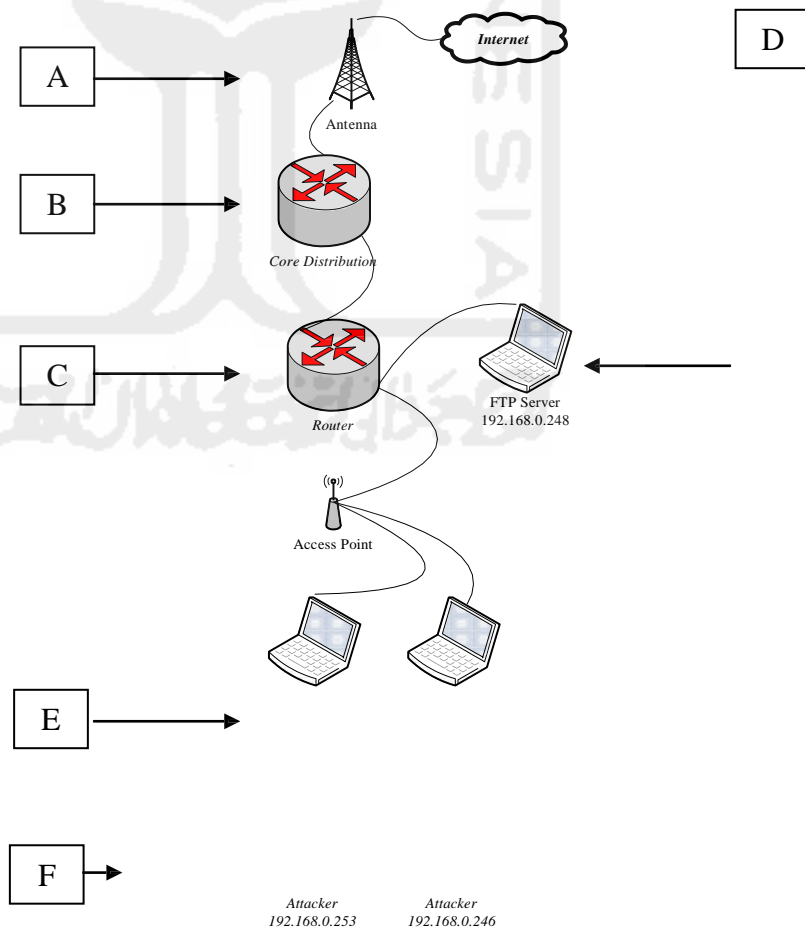 Internet
D
A
Antenna
B
Core Distribution
C
FTP Server
192.168.0.248
Router
Access Point
E
F
Attacker
192.168.0.253
Attacker
192.168.0.246